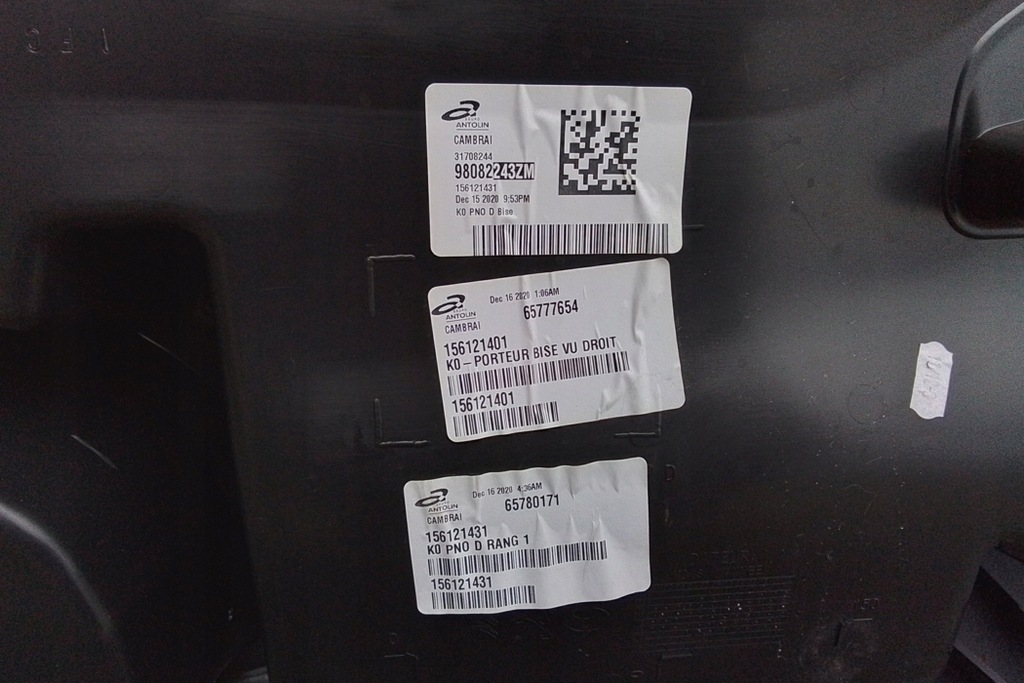 GRUPO
ANTOLIN
CAMBRAI
31708244
98082243ZM
156121431
Dec 15 2020 9:53PM
K0 PNO D Bise
GRUPO
ANTOLIN
CAMBRAI
Dec 16 2020 1:06AM
65777654
156121401
K0-PORTEUR BISE VU DROIT
156121401
ANTOLIN
CAMBRAI
Dec 16 2020 4:36AM
65780171
156121431
K0 PNO D RANG 1
156121431